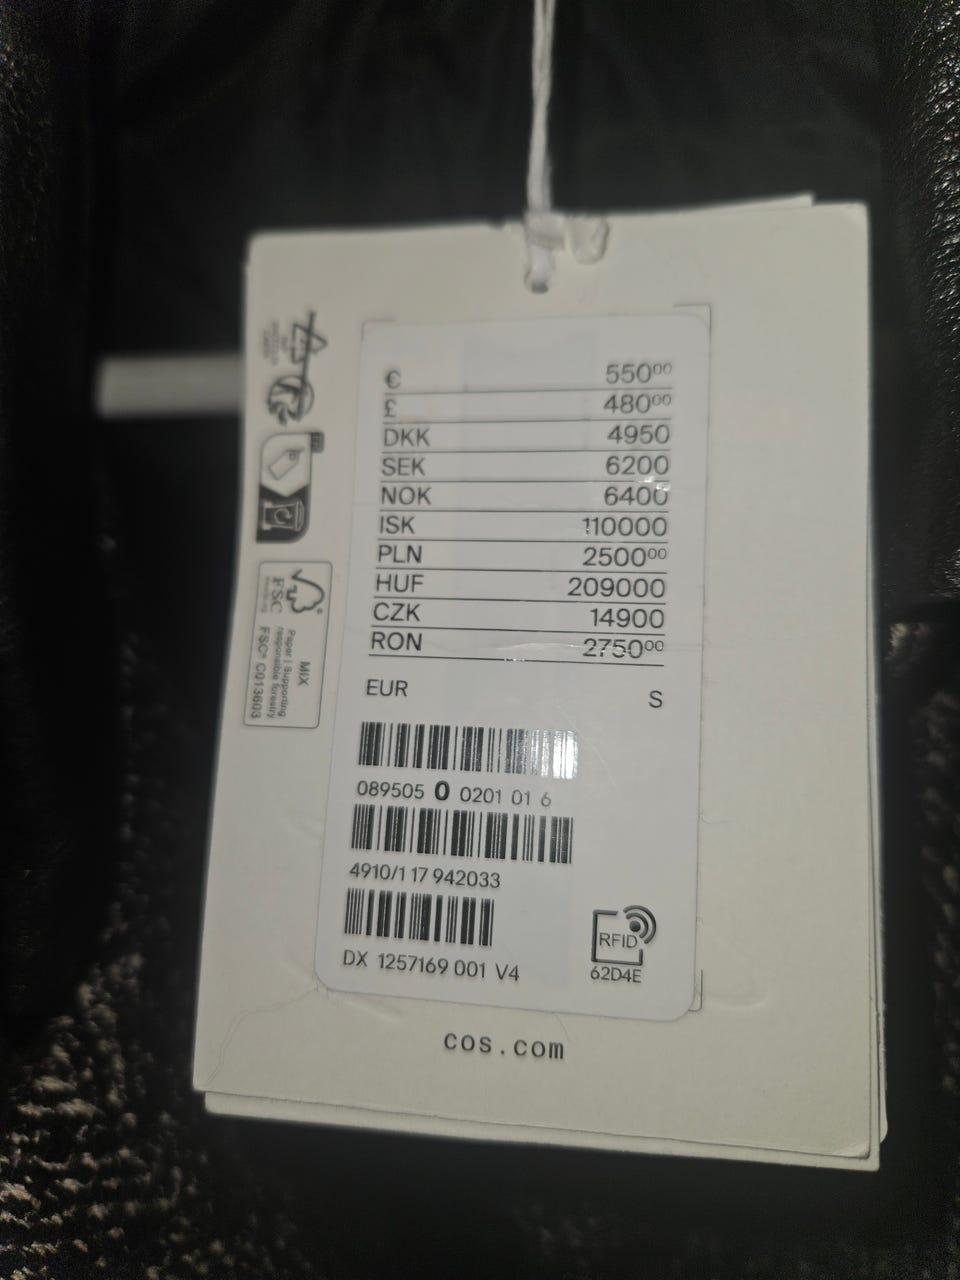 € 550⁰⁰
£ 480⁰⁰
DKK 4950
SEK 6200
NOK 6400
ISK 110000
PLN 2500⁰⁰
HUF 209000
CZK 14900
RON 2750⁰⁰
EUR S
089505 0 0201 01 6
4910/1 17 942033
DX 1257169 001 V4
RFID
62D4E
cos.com
FSC
MIX
Paper | Supporting
responsible forestry
FSC® C013603